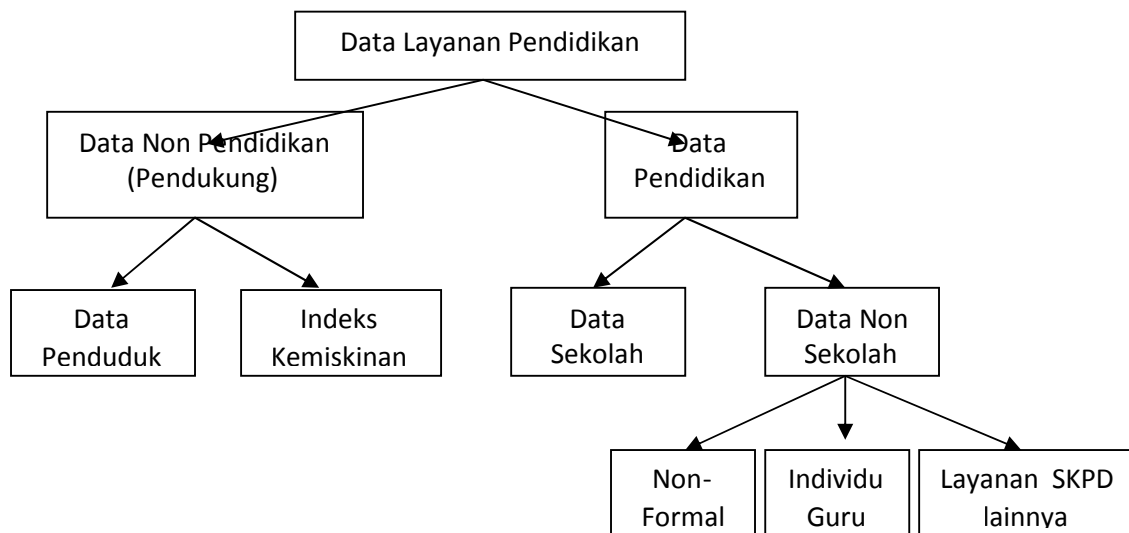 Data Layanan Pendidikan
Data Non Pendidikan
(Pendukung)
Data
Pendidikan
Data
Penduduk
Indeks
Kemiskinan
Data
Sekolah
Data Non
Sekolah
Non-
Formal
Individu
Guru
Layanan SKPD
lainnya